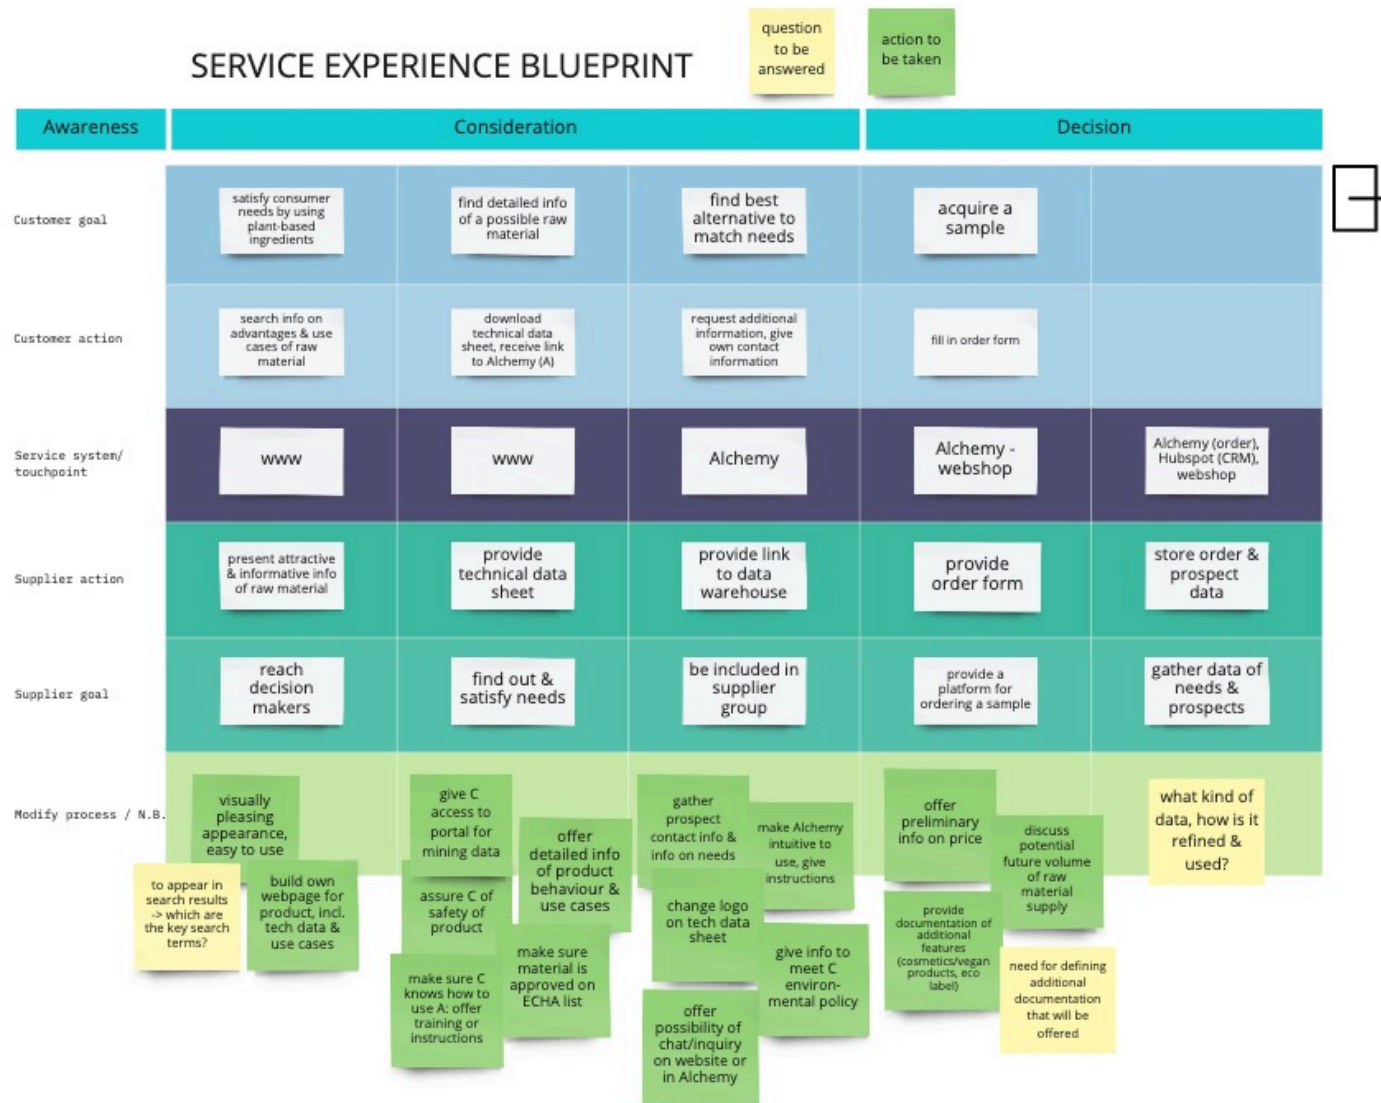 question
to be
answered
action to
be taken
SERVICE EXPERIENCE BLUEPRINT
Awareness
Consideration
Decision
Customer goal
satisfy consumer
needs by using
plant-based
ingredients
find detailed info
of a possible raw
material
find best
alternative to
match needs
acquire a
sample
Customer action
search info on
advantages & use
cases of raw
material
download
technical data
sheet, receive link
to Alchemy (A)
request additional
information, give
own contact
information
fill in order form
Service system/
touchpoint
www
www
Alchemy
Alchemy -
webshop
Alchemy (order),
Hubspot (CRM),
webshop
Supplier action
present attractive
& informative info
of raw material
provide
technical data
sheet
provide link
to data
warehouse
provide
order form
store order &
prospect
data
Supplier goal
reach
decision
makers
find out &
satisfy needs
be included in
supplier
group
provide a
platform for
ordering a sample
gather data of
needs &
prospects
Modify process / N.B.
visually
pleasing
appearance,
easy to use
to appear in
search results
-> which are
the key search
terms?
build own
webpage for
product, incl.
tech data &
use cases
give C
access to
portal for
mining data
offer
detailed info
of product
behaviour &
use cases
assure C of
safety of
product
make sure C
knows how to
use A: offer
training or
instructions
make sure
material is
approved on
ECHA list
gather
prospect
contact info &
info on needs
make Alchemy
intuitive to
use, give
instructions
change logo
on tech data
sheet
give info to
meet C
environ-
mental policy
offer
possibility of
chat/inquiry
on website or
in Alchemy
offer
preliminary
info on price
discuss
potential
future volume
of raw
material
supply
provide
documentation of
additional
features
(cosmetics/vegan
products, eco
label)
need for defining
additional
documentation
that will be
offered
what kind of
data, how is it
refined &
used?